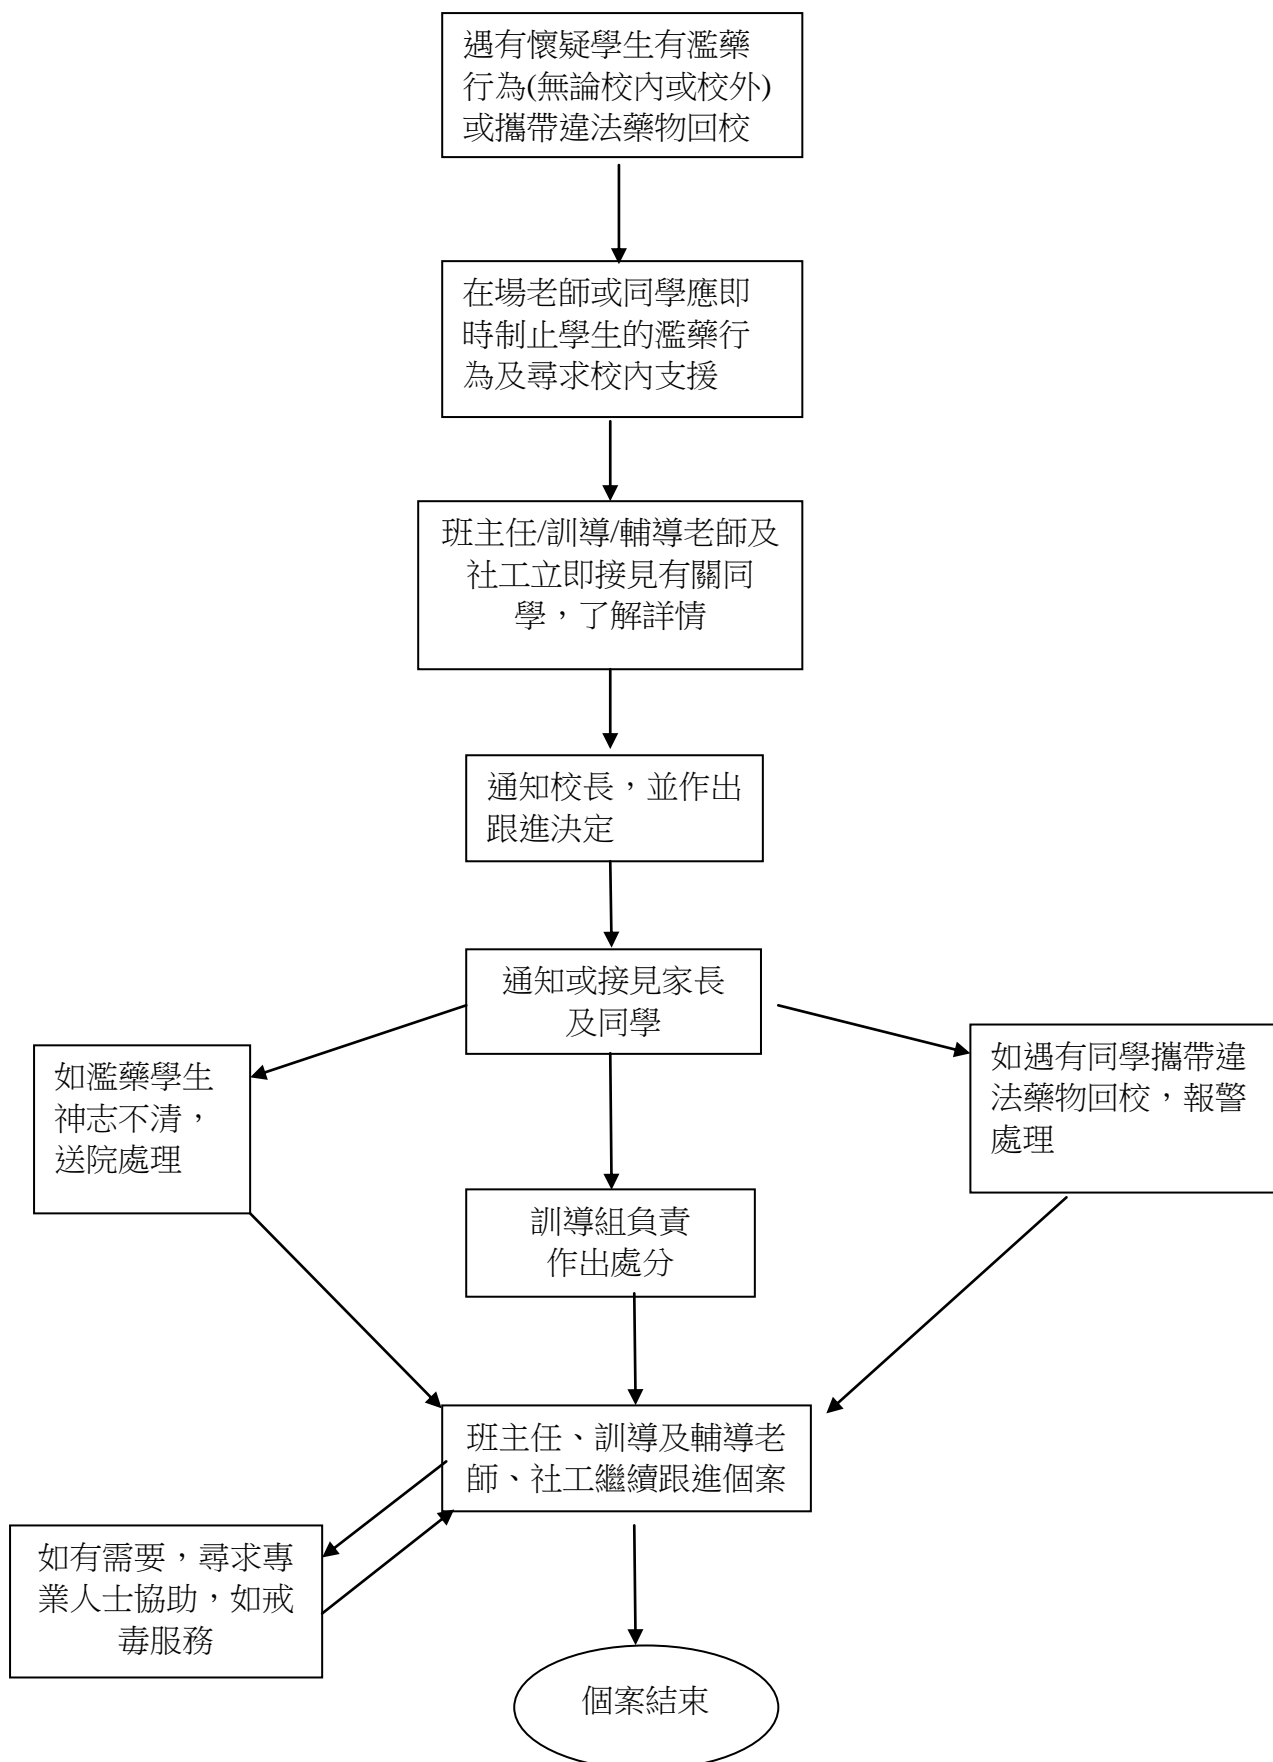 遇有懷疑學生有濫藥
行為(無論校內或校外)
或攜帶違法藥物回校
在場老師或同學應即
時制止學生的濫藥行
為及尋求校內支援
班主任/訓導/輔導老師及
社工立即接見有關同
學，了解詳情
通知校長，並作出
跟進決定
通知或接見家長
及同學
如濫藥學生
神志不清，
送院處理
如遇有同學攜帶違
法藥物回校，報警
處理
訓導組負責
作出處分
班主任、訓導及輔導老
師、社工繼續跟進個案
如有需要，尋求專
業人士協助，如戒
毒服務
個案結束